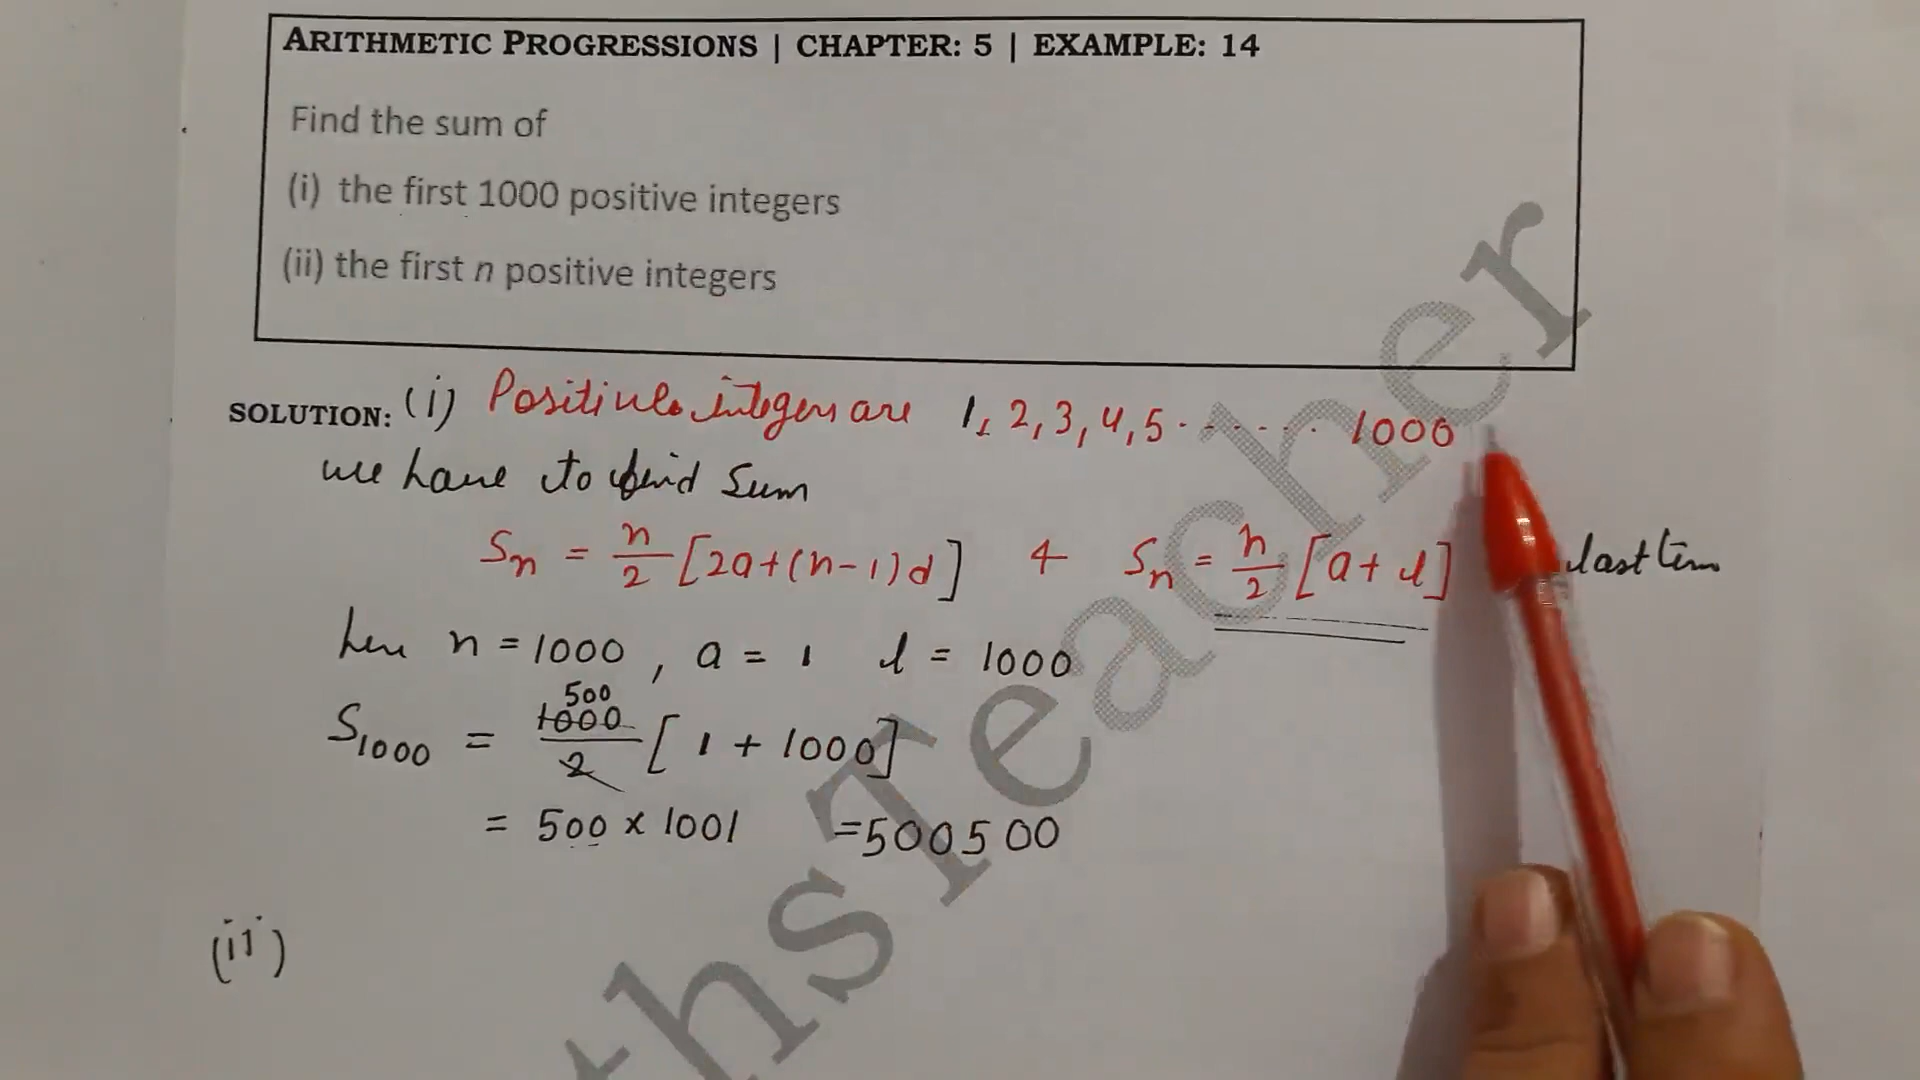 ARITHMETIC PROGRESSIONS | CHAPTER: 5 | EXAMPLE: 14
Find the sum of
(i) the first 1000 positive integers
(ii) the first n positive integers
SOLUTION: (i) Positive integers are 1, 2, 3, 4, 5 ...... 1000
we have to find Sum
Sn = n/2 [2a+(n-1)d] & Sn = n/2 [a+l] last term
here n = 1000, a = 1 l = 1000
S1000 = 500 1000/2 [1 + 1000]
= 500 x 1001 = 500500
(ii)
thsTeacher